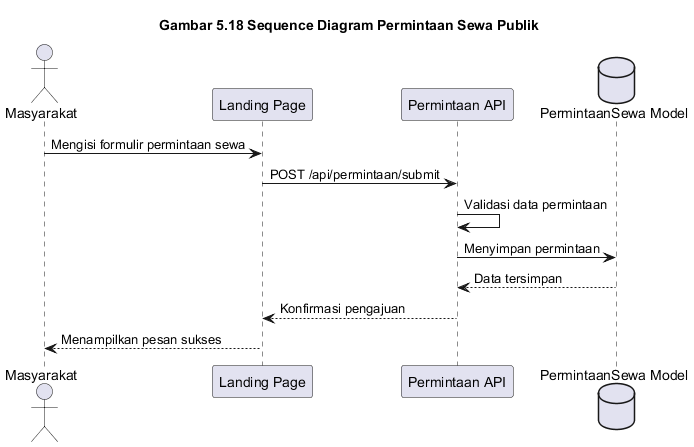 Gambar 5.18 Sequence Diagram Permintaan Sewa Publik
Masyarakat
Landing Page
Permintaan API
PermintaanSewa Model
Mengisi formulir permintaan sewa
POST /api/permintaan/submit
Validasi data permintaan
Menyimpan permintaan
Data tersimpan
Konfirmasi pengajuan
Menampilkan pesan sukses
Masyarakat
Landing Page
Permintaan API
PermintaanSewa Model